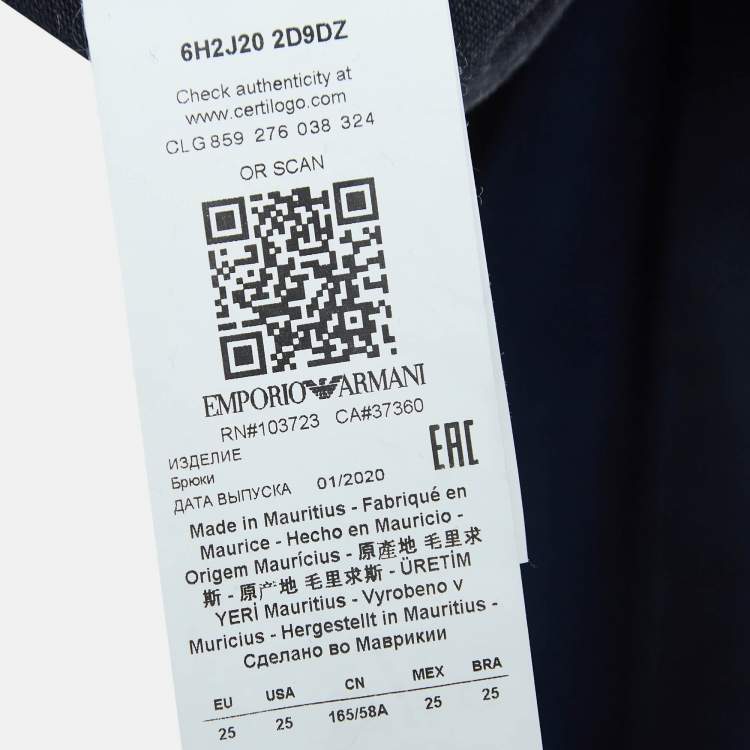 6H2J20 2D9DZ
Check authenticity at
www.certilogo.com
CLG 859 276 038 324
OR SCAN
EMPORIO ARMANI
RN#103723 CA#37360
ИЗДЕЛИЕ
Брюки
ДАТА ВЫПУСКА 01/2020
EAC
Made in Mauritius - Fabriqué en
Maurice - Hecho en Mauricio -
Origem Maurícius - 原產地 毛里求
斯 - 原产地 毛里求斯 - ÜRETİM
YERİ Mauritius - Vyrobeno v
Muricius - Hergestellt in Mauritius -
Сделано во Маврикии
EU USA CN MEX BRA
25 25 165/58A 25 25